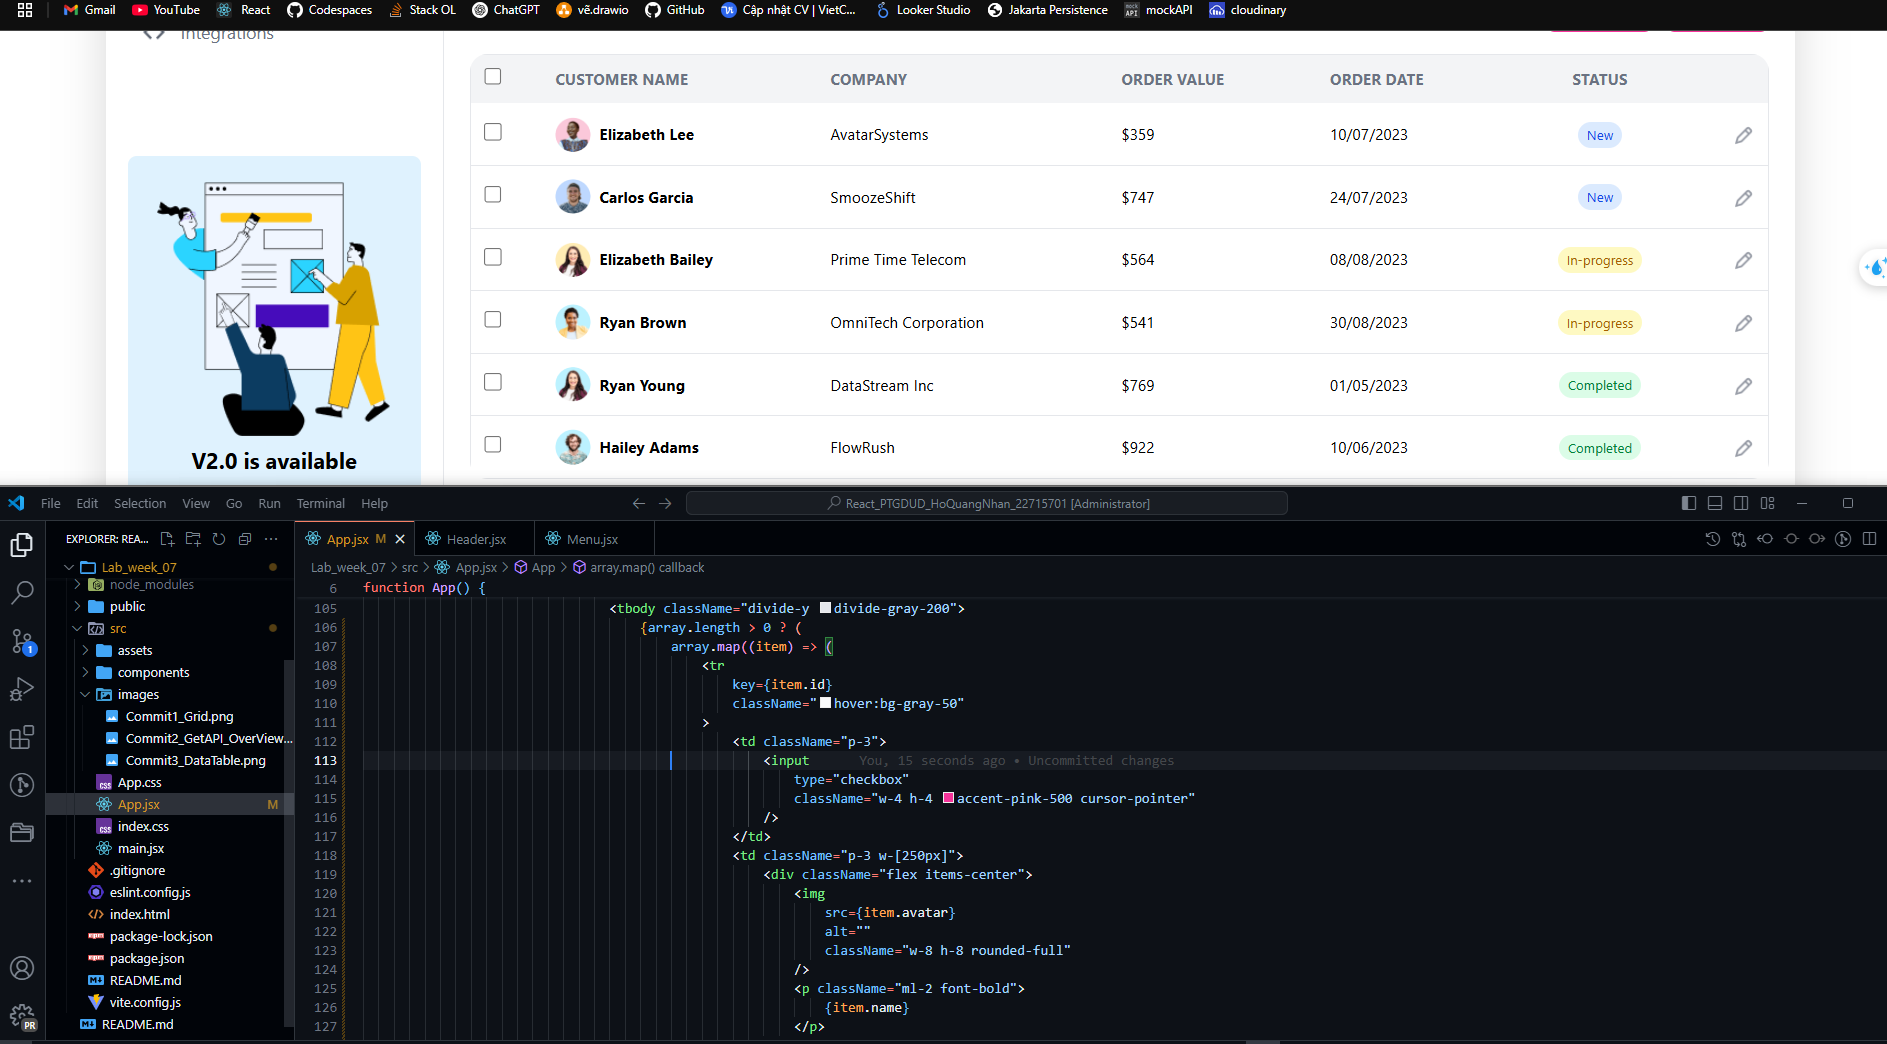 Gmail YouTube React Codespaces Stack OL ChatGPT vẽ.drawio GitHub Cập nhật CV | VietC... Looker Studio Jakarta Persistence mockAPI cloudinary
Integrations
CUSTOMER NAME COMPANY ORDER VALUE ORDER DATE STATUS
Elizabeth Lee AvatarSystems $359 10/07/2023 New
Carlos Garcia SmoozeShift $747 24/07/2023 New
Elizabeth Bailey Prime Time Telecom $564 08/08/2023 In-progress
Ryan Brown OmniTech Corporation $541 30/08/2023 In-progress
Ryan Young DataStream Inc $769 01/05/2023 Completed
Hailey Adams FlowRush $922 10/06/2023 Completed
V2.0 is available
File Edit Selection View Go Run Terminal Help React_PTGDUD_HoQuangNhan_22715701 [Administrator]
EXPLORER: REA...
Lab_week_07
node_modules
public
src
assets
components
images
Commit1_Grid.png
Commit2_GetAPI_OverView...
Commit3_DataTable.png
App.css
App.jsx M
index.css
main.jsx
.gitignore
eslint.config.js
index.html
package-lock.json
package.json
README.md
vite.config.js
README.md
1
PR
App.jsx M Header.jsx Menu.jsx
Lab_week_07 > src > App.jsx > App > array.map() callback
6 function App() {
105 <tbody className="divide-y divide-gray-200">
106 {array.length > 0 ? (
107 array.map((item) => (
108 <tr
109 key={item.id}
110 className="hover:bg-gray-50"
111 >
112 <td className="p-3">
113 <input You, 15 seconds ago • Uncommitted changes
114 type="checkbox"
115 className="w-4 h-4 accent-pink-500 cursor-pointer"
116 />
117 </td>
118 <td className="p-3 w-[250px]">
119 <div className="flex items-center">
120 <img
121 src={item.avatar}
122 alt=""
123 className="w-8 h-8 rounded-full"
124 />
125 <p className="ml-2 font-bold">
126 {item.name}
127 </p>